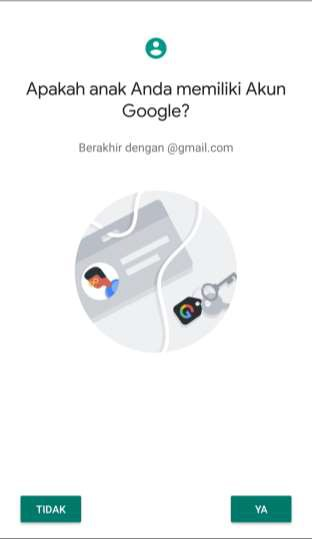 Apakah anak Anda memiliki Akun
Google?
Berakhir dengan @gmail.com
TIDAK
YA